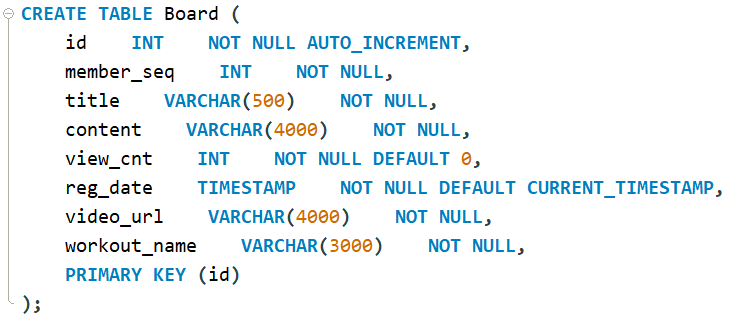 CREATE TABLE Board (
id INT NOT NULL AUTO_INCREMENT,
member_seq INT NOT NULL,
title VARCHAR(500) NOT NULL,
content VARCHAR(4000) NOT NULL,
view_cnt INT NOT NULL DEFAULT 0,
reg_date TIMESTAMP NOT NULL DEFAULT CURRENT_TIMESTAMP,
video_url VARCHAR(4000) NOT NULL,
workout_name VARCHAR(3000) NOT NULL,
PRIMARY KEY (id)
);